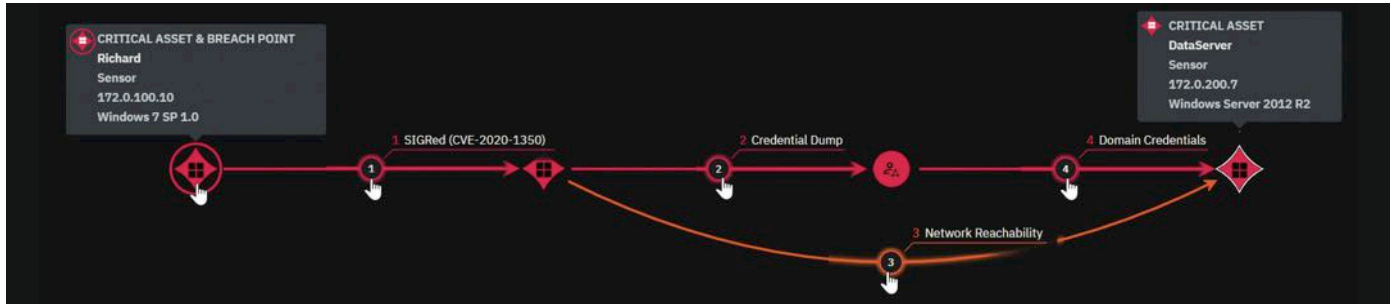 CRITICAL ASSET & BREACH POINT
Richard
Sensor
172.0.100.10
Windows 7 SP 1.0
CRITICAL ASSET
DataServer
Sensor
172.0.200.7
Windows Server 2012 R2
1 SIGRed (CVE-2020-1350)
2 Credential Dump
4 Domain Credentials
1
2
4
3 Network Reachability
3